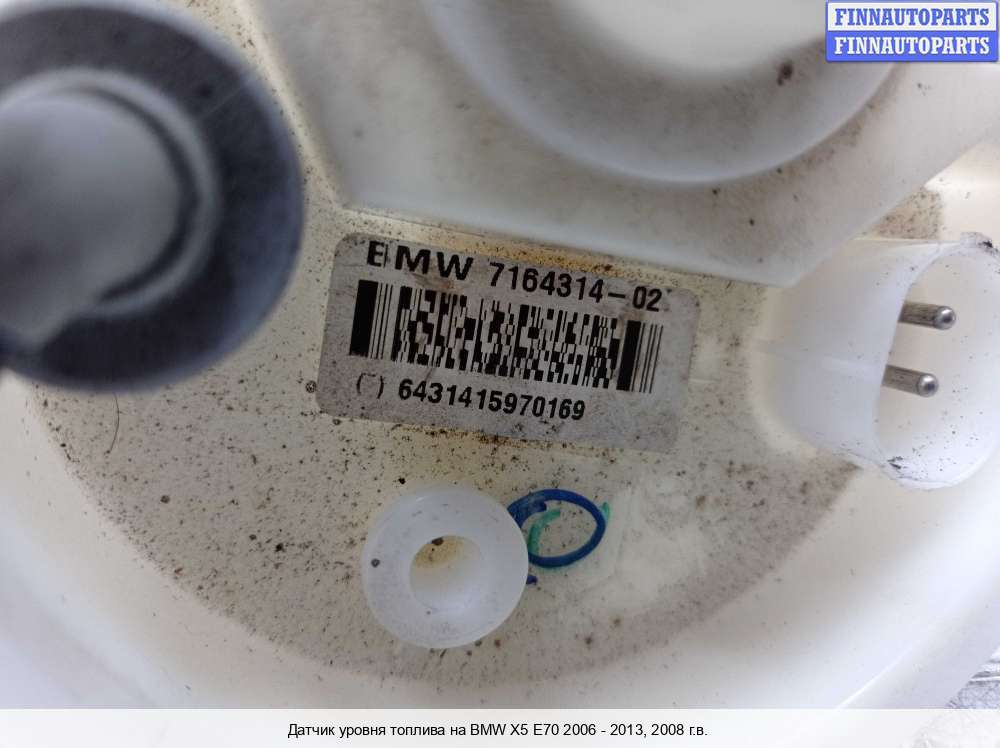 FINNAUTOPARTS
FINNAUTOPARTS
BMW 7164314-02
( ) 6431415970169
Датчик уровня топлива на BMW X5 E70 2006 - 2013, 2008 г.в.